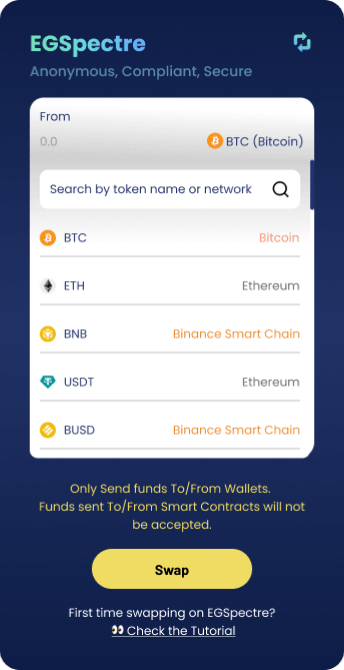 EGSpectre
Anonymous, Compliant, Secure
From
0.0 BTC (Bitcoin)
Search by token name or network
BTC Bitcoin
ETH Ethereum
BNB Binance Smart Chain
USDT Ethereum
BUSD Binance Smart Chain
Only Send funds To/From Wallets.
Funds sent To/From Smart Contracts will not
be accepted.
Swap
First time swapping on EGSpectre?
👀 Check the Tutorial